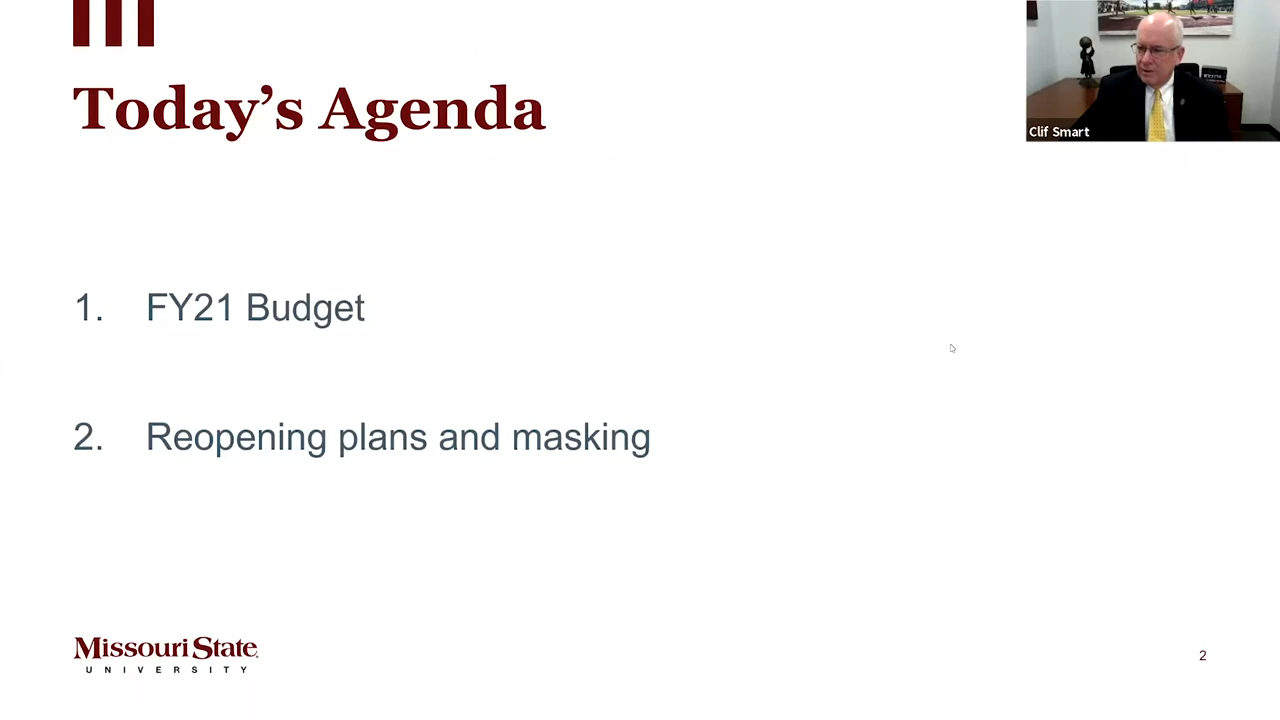 Today's Agenda
Clif Smart
1. FY21 Budget
2. Reopening plans and masking
Missouri State
UNIVERSITY
2